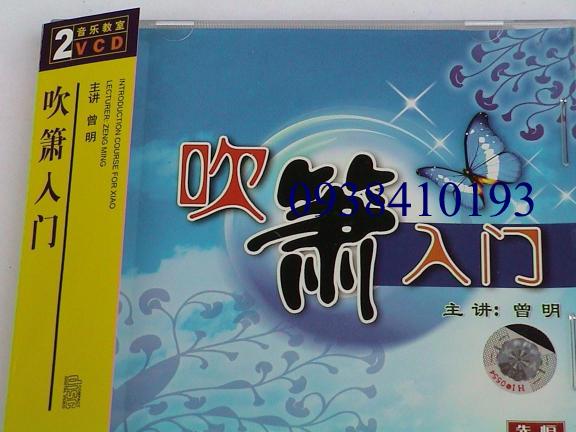 2
音乐教室
VCD
主讲 曾明
INTRODUCTION COURSE FOR XIAO
LECTURER: ZENG MING
吹箫入门
吹箫入门
0938410193
主讲: 曾明